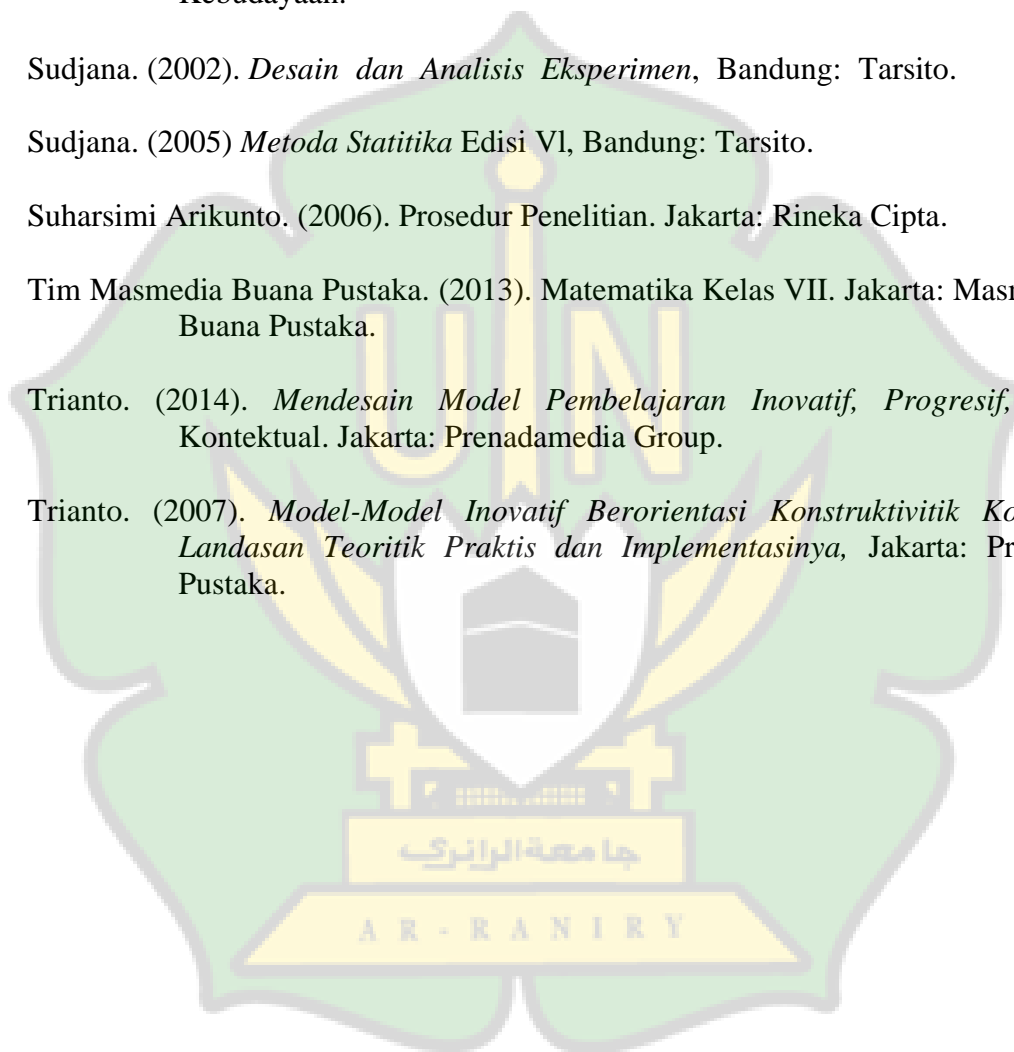 Kebudayaan.
Sudjana. (2002). Desain dan Analisis Eksperimen, Bandung: Tarsito.
Sudjana. (2005) Metoda Statitika Edisi Vl, Bandung: Tarsito.
Suharsimi Arikunto. (2006). Prosedur Penelitian. Jakarta: Rineka Cipta.
Tim Masmedia Buana Pustaka. (2013). Matematika Kelas VII. Jakarta:
Buana Pustaka.
Trianto. (2014). Mendesain Model Pembelajaran Inovatif, Progresif,
Kontektual. Jakarta: Prenadamedia Group.
Trianto. (2007). Model-Model Inovatif Berorientasi Konstruktivitik
Landasan Teoritik Praktis dan Implementasinya, Jakarta:
Pustaka.
UIN
جامعة الرانري
AR-RANIRY